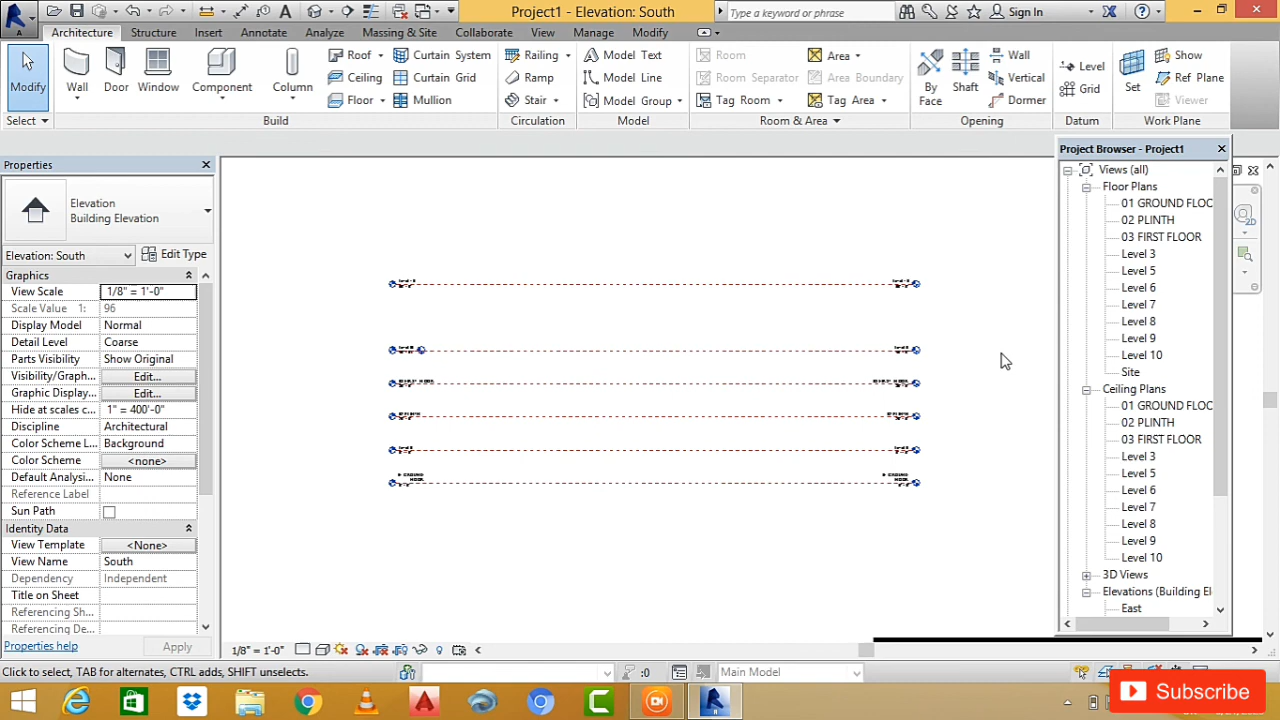 Project1 - Elevation: South
Type a keyword or phrase
Sign In
Architecture
Structure
Insert
Annotate
Analyze
Massing & Site
Collaborate
View
Manage
Modify
Modify
Wall
Door
Window
Component
Column
Roof
Ceiling
Floor
Curtain System
Curtain Grid
Mullion
Railing
Ramp
Stair
Model Text
Model Line
Model Group
Room
Room Separator
Tag Room
Area
Area Boundary
Tag Area
By Face
Shaft
Wall
Vertical
Dormer
Level
Grid
Set
Show
Ref Plane
Viewer
Select
Build
Circulation
Model
Room & Area
Opening
Datum
Work Plane
Properties
Elevation
Building Elevation
Elevation: South
Edit Type
Graphics
View Scale 1/8" = 1'-0"
Scale Value 1: 96
Display Model Normal
Detail Level Coarse
Parts Visibility Show Original
Visibility/Graph... Edit...
Graphic Display... Edit...
Hide at scales c... 1" = 400'-0"
Discipline Architectural
Color Scheme L... Background
Color Scheme <none>
Default Analysi... None
Reference Label
Sun Path
Identity Data
View Template <None>
View Name South
Dependency Independent
Title on Sheet
Referencing Sh...
Referencing De...
Properties help
Apply
Project Browser - Project1
Views (all)
Floor Plans
01 GROUND FLOC
02 PLINTH
03 FIRST FLOOR
Level 3
Level 5
Level 6
Level 7
Level 8
Level 9
Level 10
Site
Ceiling Plans
01 GROUND FLOC
02 PLINTH
03 FIRST FLOOR
Level 3
Level 5
Level 6
Level 7
Level 8
Level 9
Level 10
3D Views
Elevations (Building El
East
2D
1/8" = 1'-0"
Click to select, TAB for alternates, CTRL adds, SHIFT unselects.
:0
Main Model
Subscribe